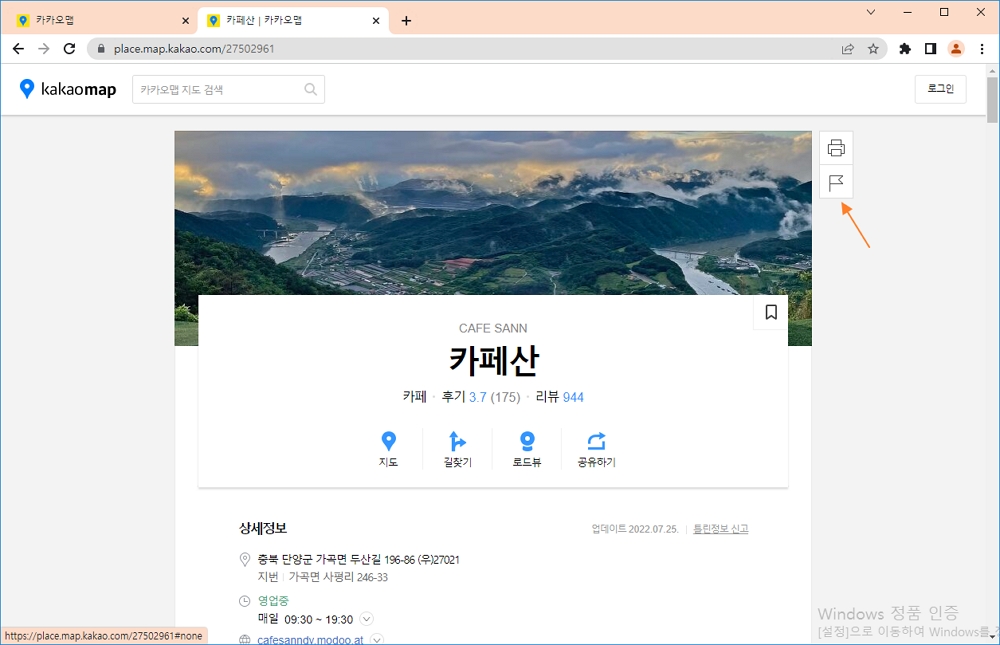 카카오맵
카페산 | 카카오맵
place.map.kakao.com/27502961
kakaomap
카카오맵 지도 검색
로그인
CAFE SANN
카페산
카페 · 후기 3.7 (175) · 리뷰 944
지도
길찾기
로드뷰
공유하기
상세정보
업데이트 2022.07.25.
틀린정보 신고
충북 단양군 가곡면 두산길 196-86 (우)27021
지번 가곡면 사평리 246-33
영업중
매일 09:30 ~ 19:30
cafesanndy.modoo.at
Windows 정품 인증
[설정]으로 이동하여 Windows를
https://place.map.kakao.com/27502961#none